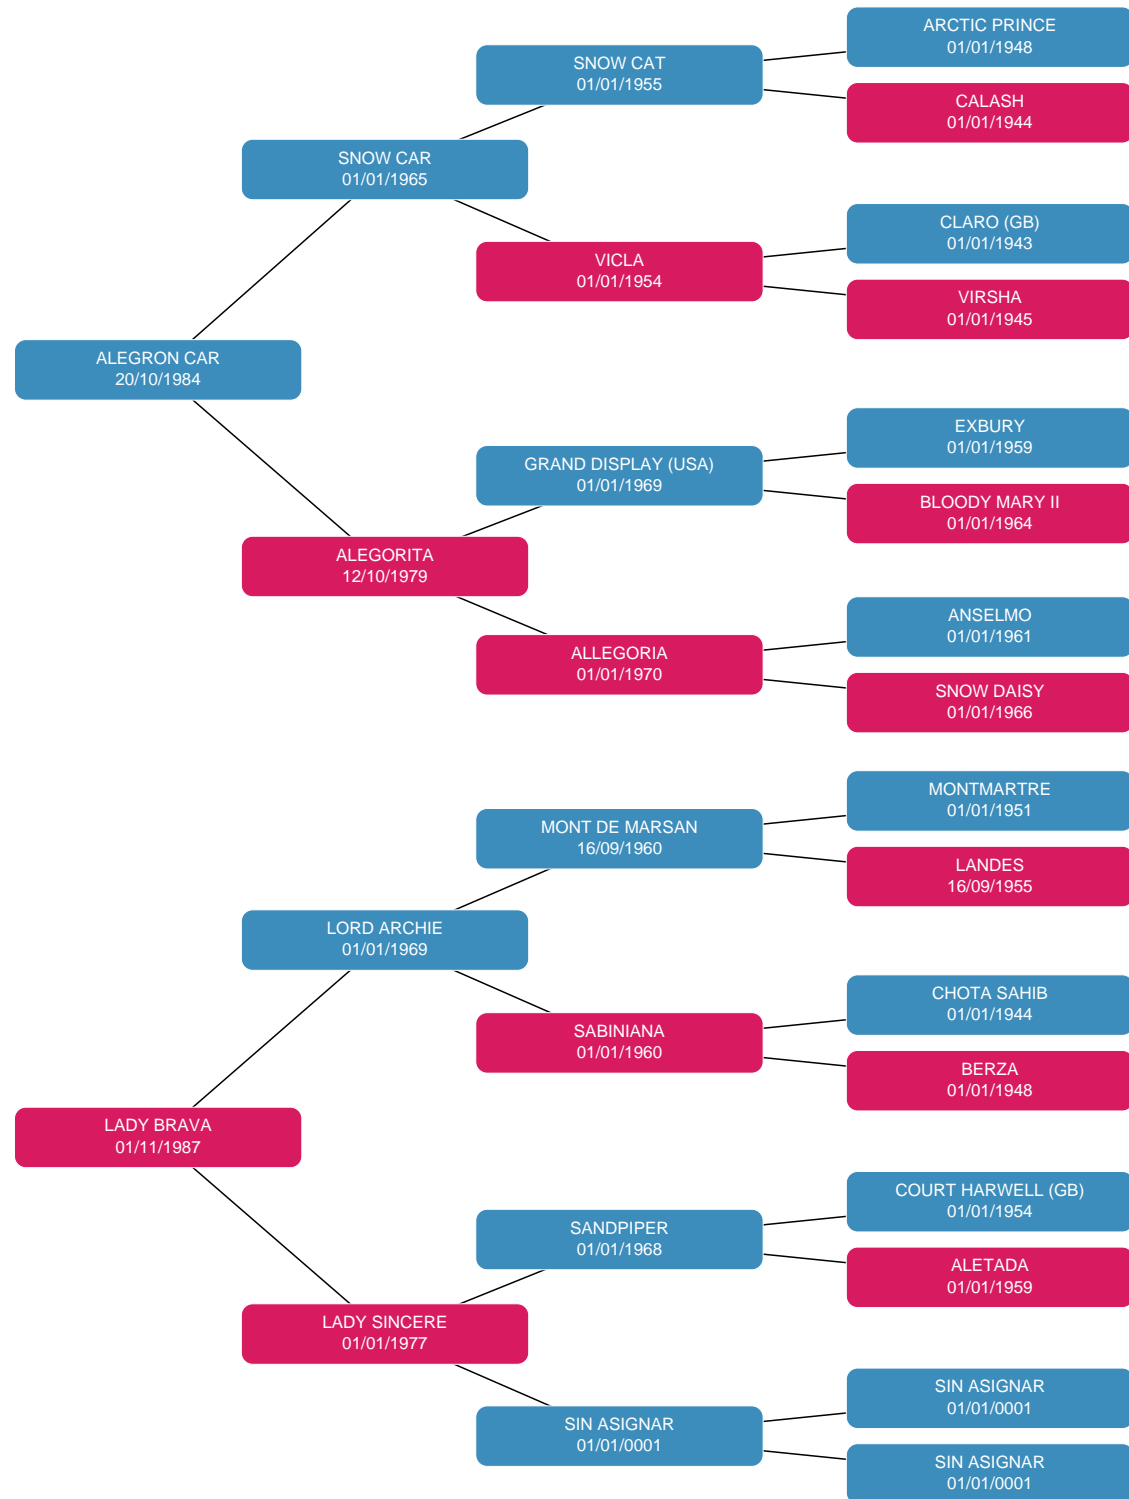 ARCTIC PRINCE
01/01/1948
SNOW CAT
01/01/1955
CALASH
01/01/1944
SNOW CAR
01/01/1965
CLARO (GB)
01/01/1943
VICLA
01/01/1954
VIRSHA
01/01/1945
ALEGRON CAR
20/10/1984
EXBURY
01/01/1959
GRAND DISPLAY (USA)
01/01/1969
BLOODY MARY II
01/01/1964
ALEGORITA
12/10/1979
ANSELMO
01/01/1961
ALLEGORIA
01/01/1970
SNOW DAISY
01/01/1966
MONTMARTRE
01/01/1951
MONT DE MARSAN
16/09/1960
LANDES
16/09/1955
LORD ARCHIE
01/01/1969
CHOTA SAHIB
01/01/1944
SABINIANA
01/01/1960
BERZA
01/01/1948
LADY BRAVA
01/11/1987
COURT HARWELL (GB)
01/01/1954
SANDPIPER
01/01/1968
ALETADA
01/01/1959
LADY SINCERE
01/01/1977
SIN ASIGNAR
01/01/0001
SIN ASIGNAR
01/01/0001
SIN ASIGNAR
01/01/0001